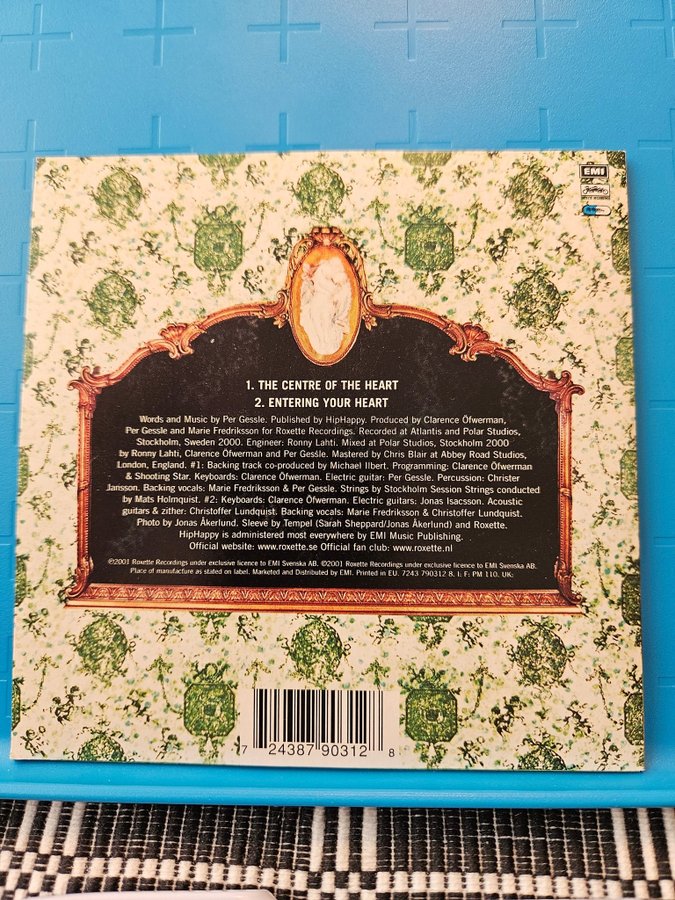 EMI
1. THE CENTRE OF THE HEART
2. ENTERING YOUR HEART
Words and Music by Per Gessle. Published by HipHappy. Produced by Clarence Öfwerman,
Per Gessle and Marie Fredriksson for Roxette Recordings. Recorded at Atlantis and Polar Studios,
Stockholm, Sweden 2000. Engineer: Ronny Lahti. Mixed at Polar Studios, Stockholm 2000
by Ronny Lahti, Clarence Öfwerman and Per Gessle. Mastered by Chris Blair at Abbey Road Studios,
London, England. #1: Backing track co-produced by Michael Ilbert. Programming: Clarence Öfwerman
& Shooting Star. Keyboards: Clarence Öfwerman. Electric guitar: Per Gessle. Percussion: Christer
Jansson. Backing vocals: Marie Fredriksson & Per Gessle. Strings by Stockholm Session Strings conducted
by Mats Holmquist. #2: Keyboards: Clarence Öfwerman. Electric guitars: Jonas Isacsson. Acoustic
guitars & zither: Christoffer Lundquist. Backing vocals: Marie Fredriksson & Christoffer Lundquist.
Photo by Jonas Åkerlund. Sleeve by Tempel (Sarah Sheppard/Jonas Åkerlund) and Roxette.
HipHappy is administered most everywhere by EMI Music Publishing.
Official website: www.roxette.se Official fan club: www.roxette.nl
℗2001 Roxette Recordings under exclusive licence to EMI Svenska AB. ©2001 Roxette Recordings under exclusive licence to EMI Svenska AB.
Place of manufacture as stated on label. Marketed and Distributed by EMI. Printed in EU. 7243 790312 8. I; F: PM 110. UK:
7 24387 90312 8